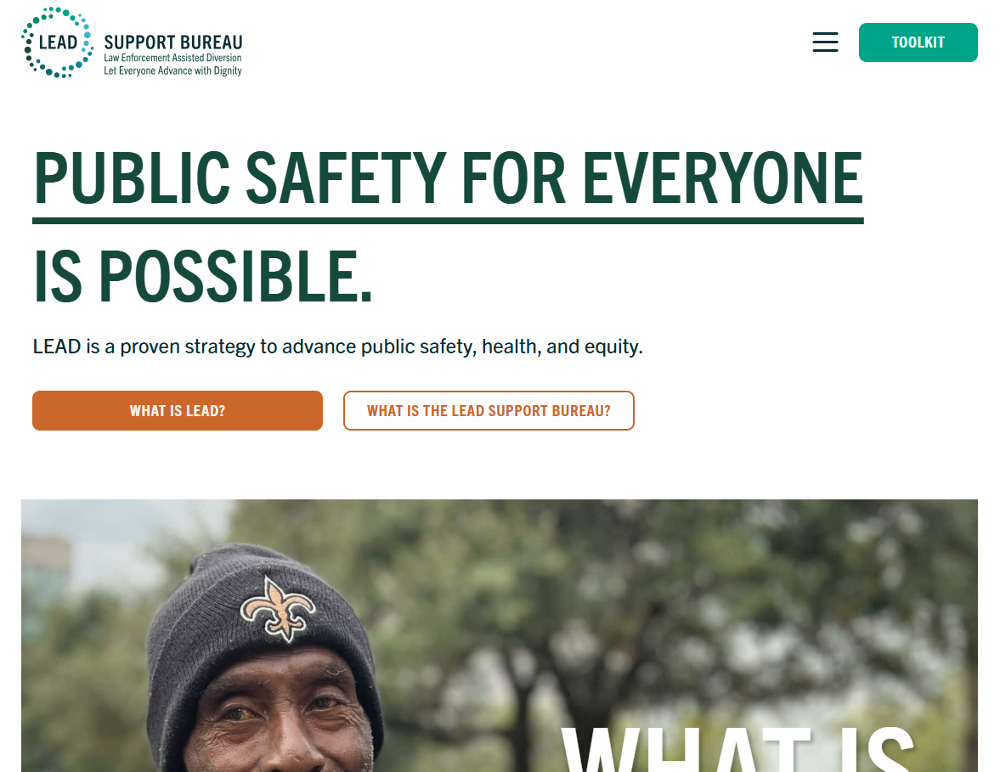 LEAD
SUPPORT BUREAU
Law Enforcement Assisted Diversion
Let Everyone Advance with Dignity
TOOLKIT
PUBLIC SAFETY FOR EVERYONE
IS POSSIBLE.
LEAD is a proven strategy to advance public safety, health, and equity.
WHAT IS LEAD?
WHAT IS THE LEAD SUPPORT BUREAU?
WHAT IS